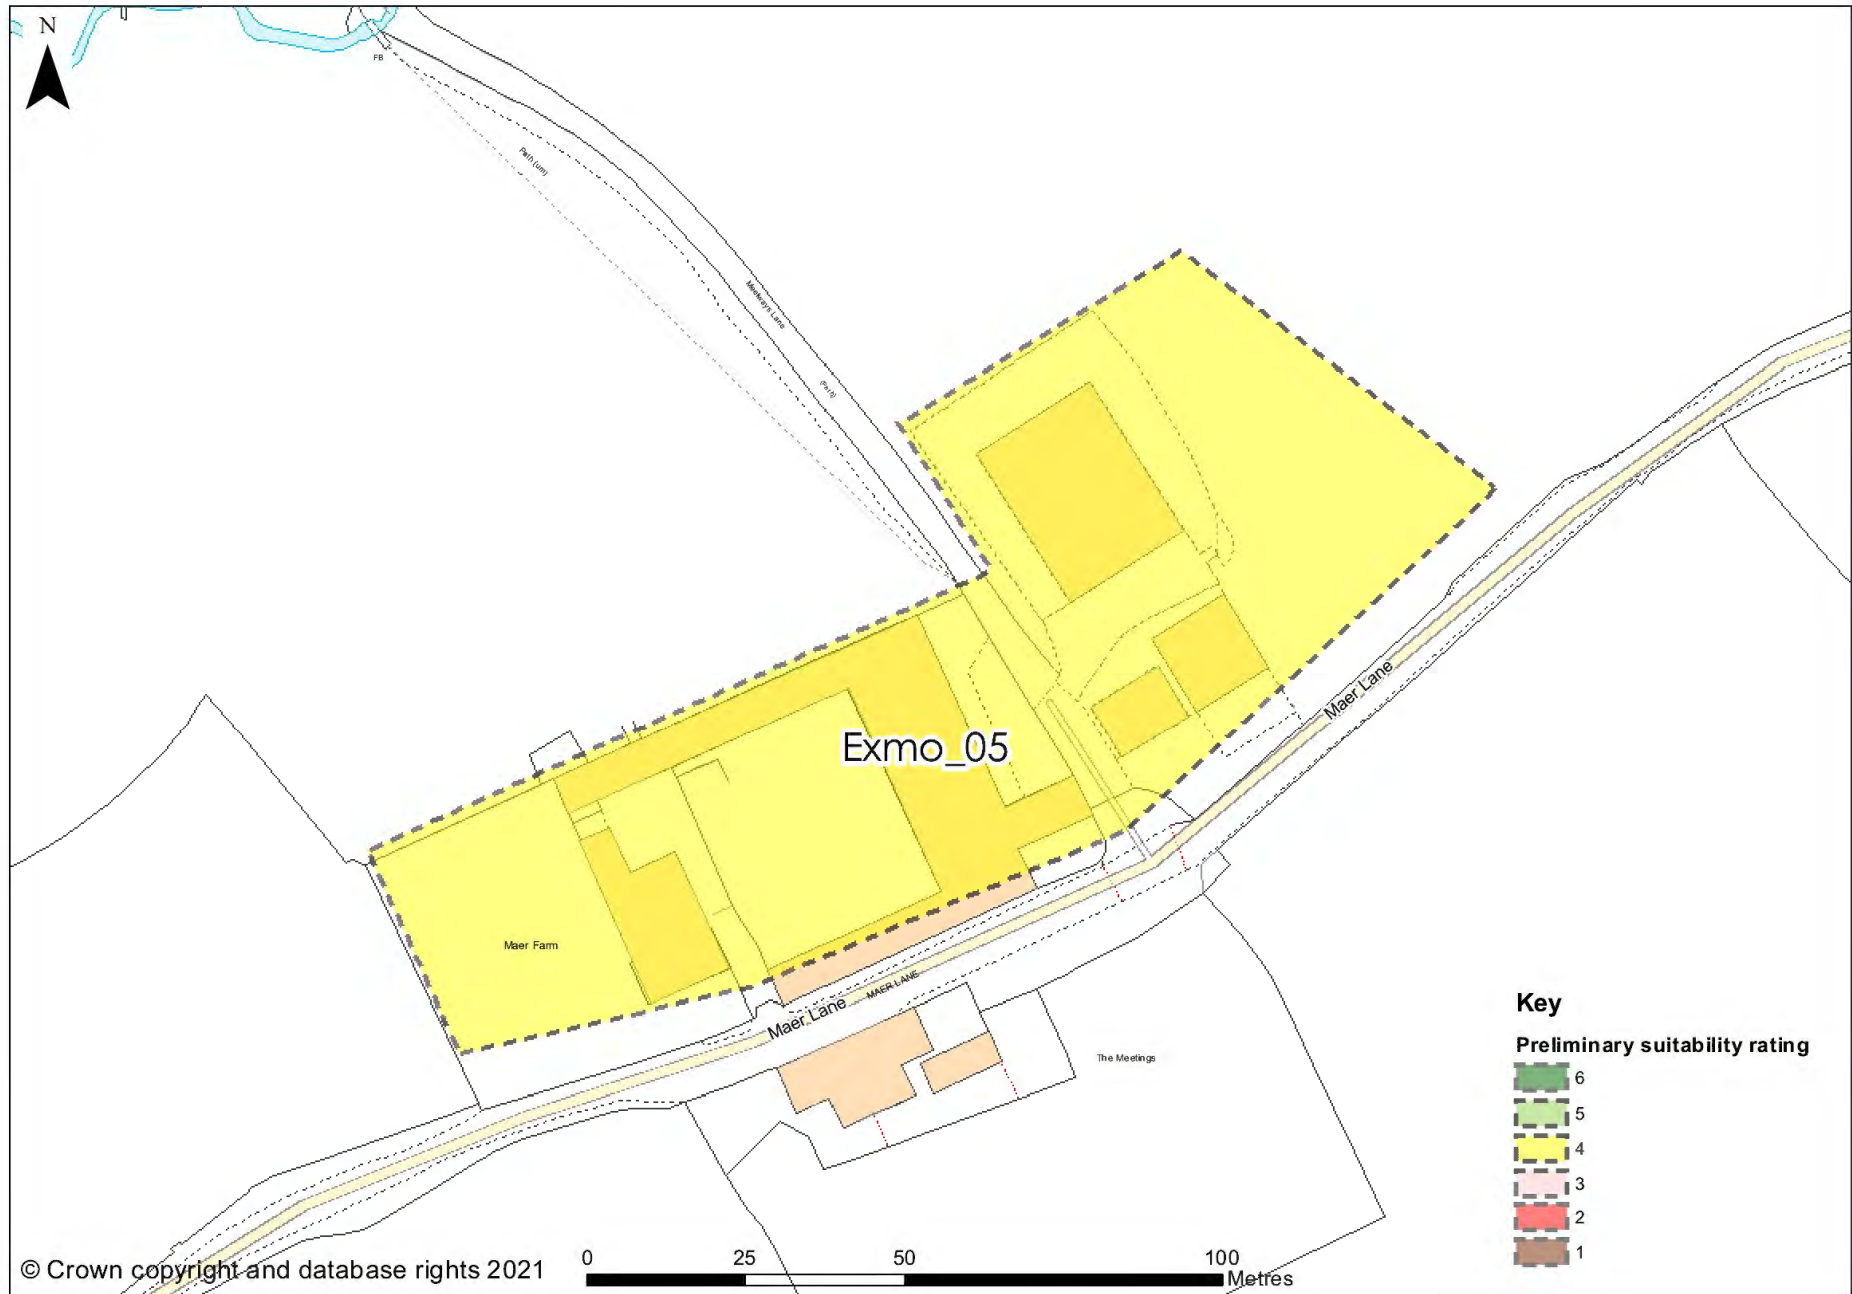 N
FB
Path (um)
Meetways Lane
(Path)
Exmo_05
Maer Lane
Maer Farm
MAER LANE
Maer Lane
The Meetings
Key
Preliminary suitability rating
6
5
4
3
2
1
0 25 50 100
Metres
© Crown copyright and database rights 2021